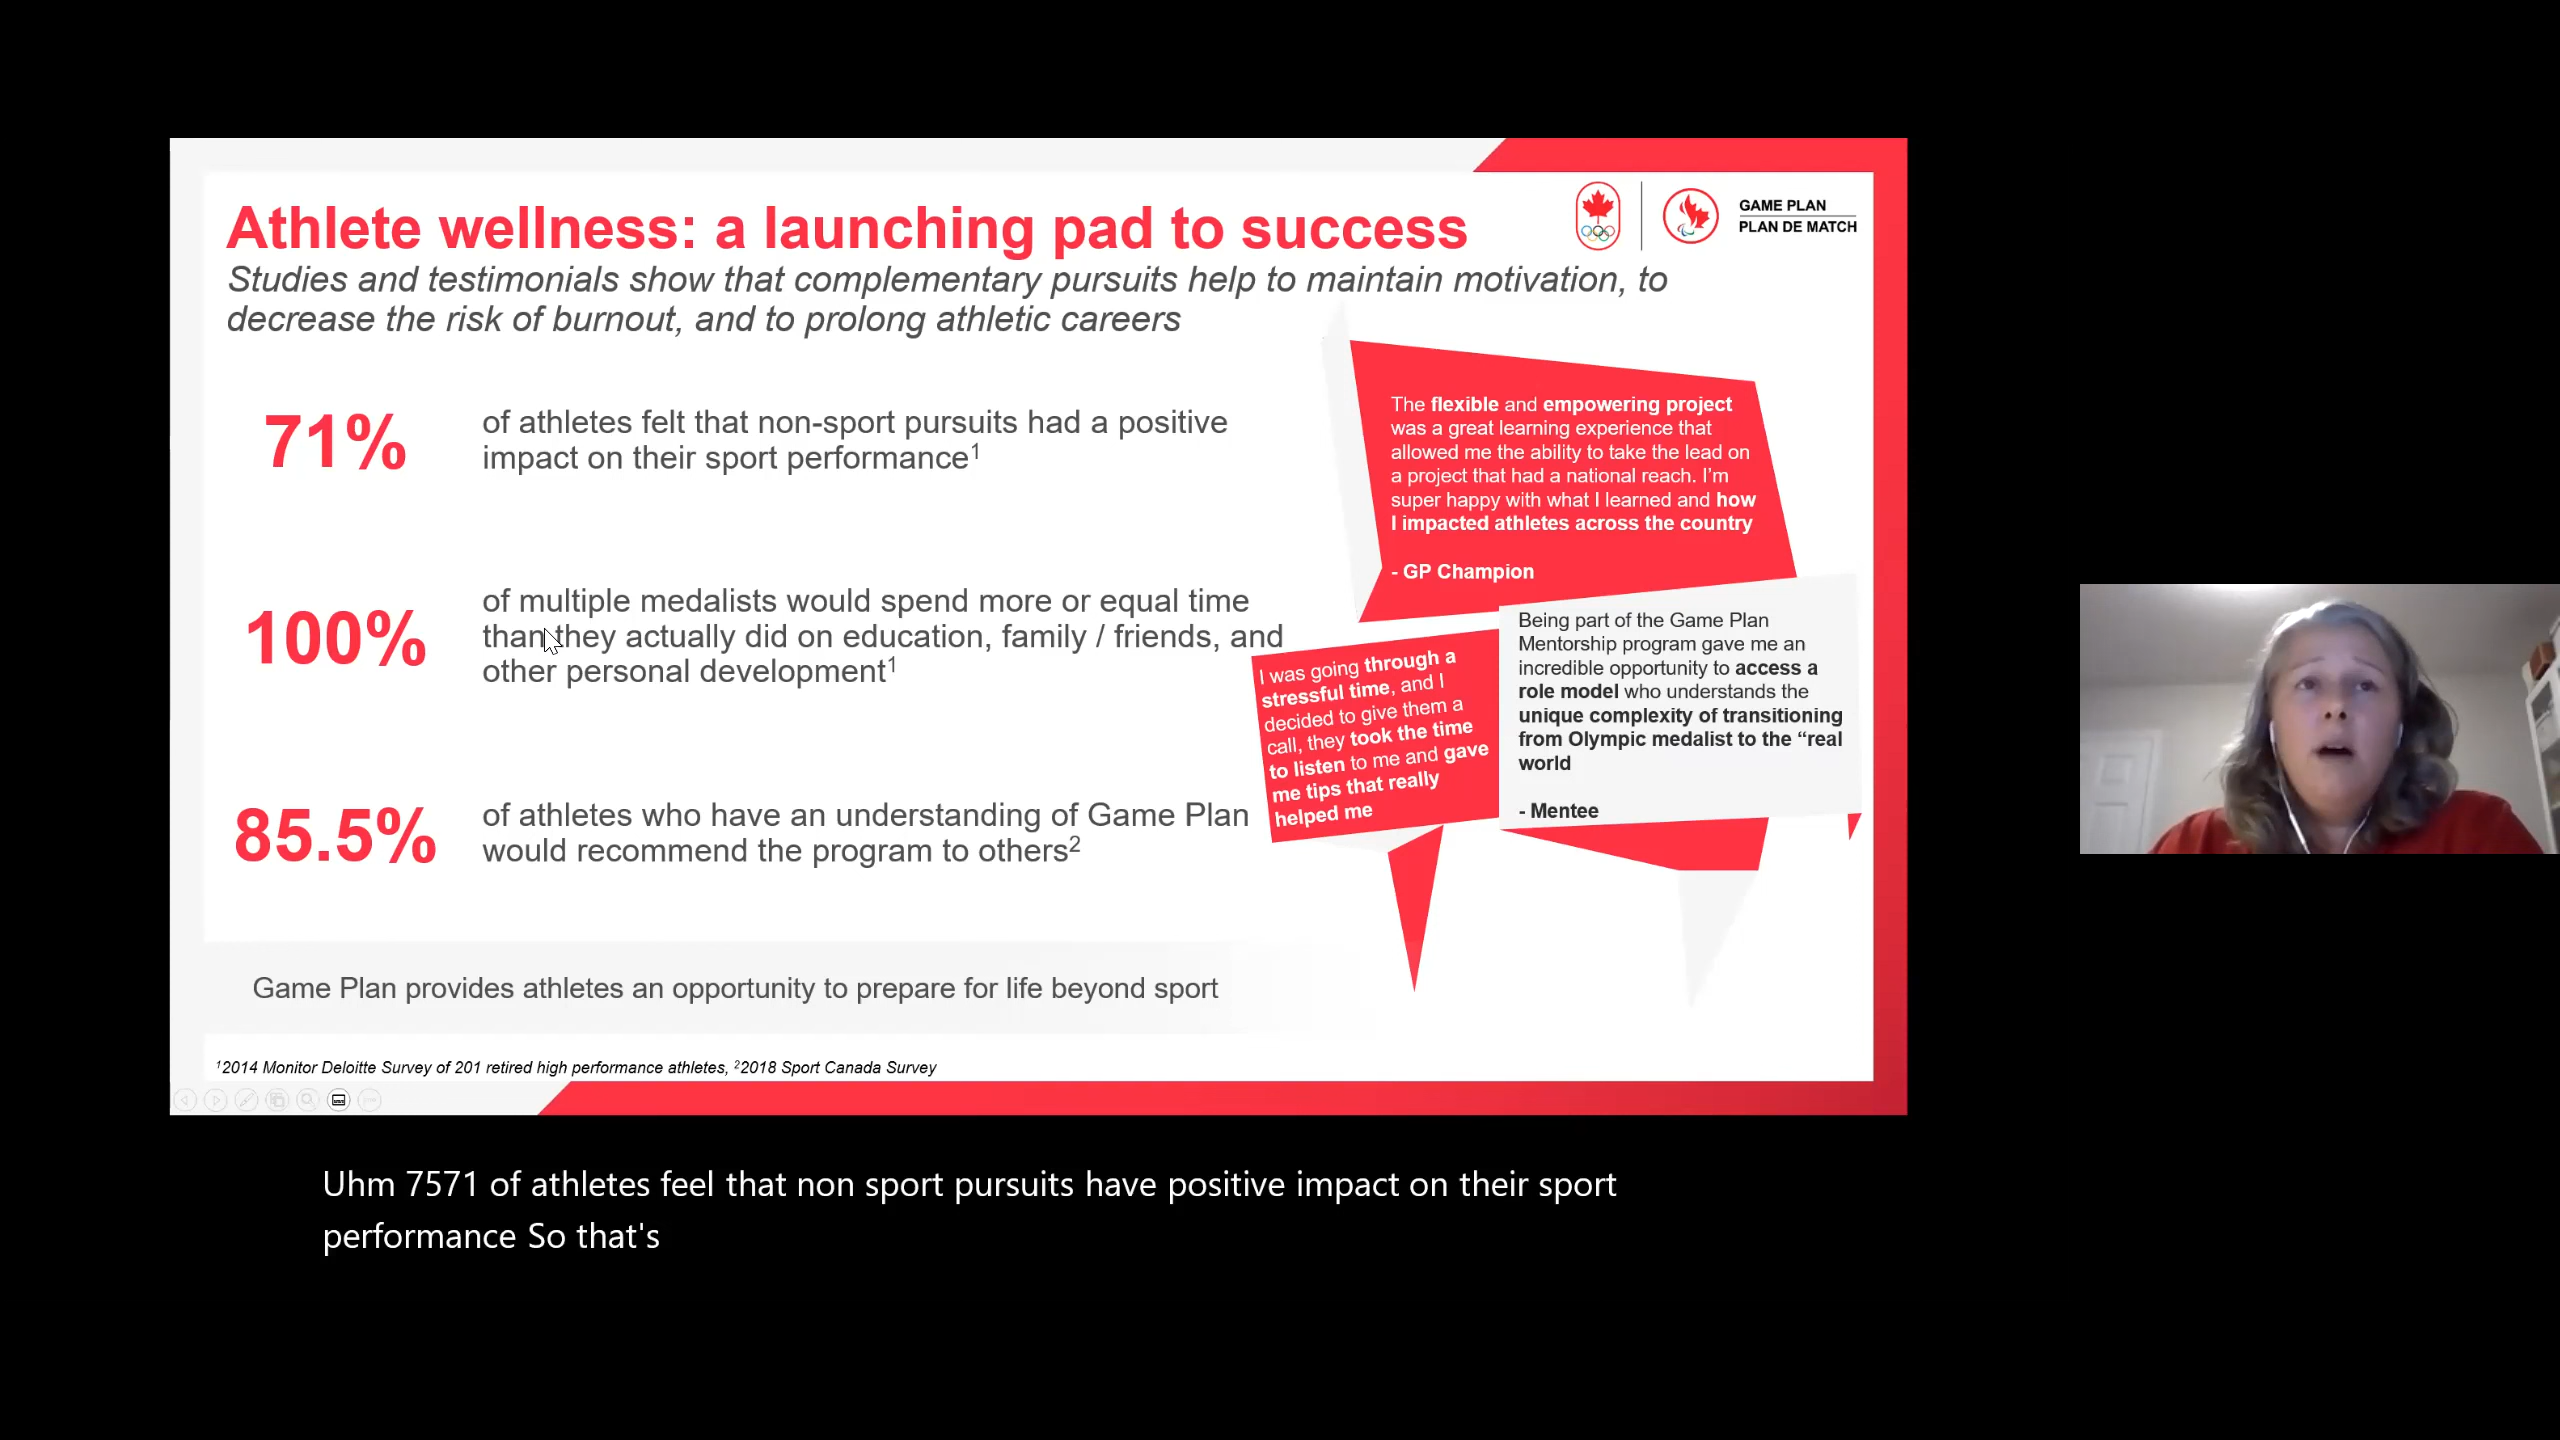 Athlete wellness: a launching pad to success
GAME PLAN
PLAN DE MATCH
Studies and testimonials show that complementary pursuits help to maintain motivation, to
decrease the risk of burnout, and to prolong athletic careers
71%
of athletes felt that non-sport pursuits had a positive
impact on their sport performance¹
100%
of multiple medalists would spend more or equal time
than they actually did on education, family / friends, and
other personal development¹
85.5%
of athletes who have an understanding of Game Plan
would recommend the program to others²
The flexible and empowering project
was a great learning experience that
allowed me the ability to take the lead on
a project that had a national reach. I'm
super happy with what I learned and how
I impacted athletes across the country
- GP Champion
I was going through a
stressful time, and I
decided to give them a
call, they took the time
to listen to me and gave
me tips that really
helped me
Being part of the Game Plan
Mentorship program gave me an
incredible opportunity to access a
role model who understands the
unique complexity of transitioning
from Olympic medalist to the “real
world
- Mentee
Game Plan provides athletes an opportunity to prepare for life beyond sport
¹2014 Monitor Deloitte Survey of 201 retired high performance athletes, ²2018 Sport Canada Survey
Uhm 7571 of athletes feel that non sport pursuits have positive impact on their sport
performance So that's